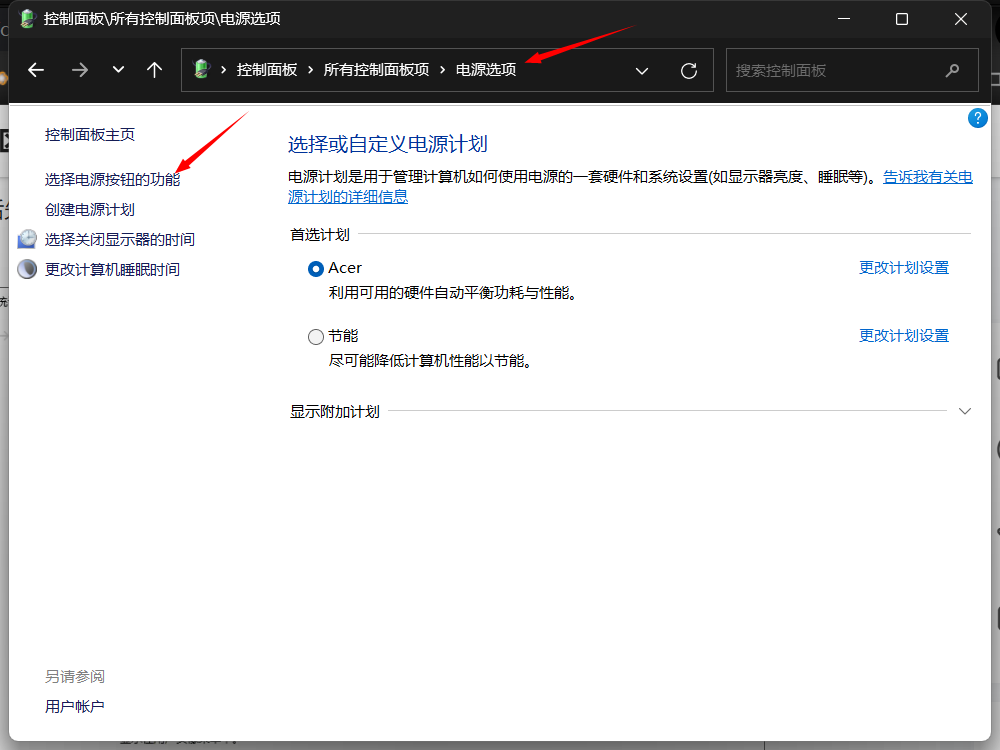 控制面板\所有控制面板项\电源选项
控制面板 › 所有控制面板项 › 电源选项
搜索控制面板
控制面板主页
选择电源按钮的功能
创建电源计划
选择关闭显示器的时间
更改计算机睡眠时间
选择或自定义电源计划
电源计划是用于管理计算机如何使用电源的一套硬件和系统设置(如显示器亮度、睡眠等)。告诉我有关电
源计划的详细信息
首选计划
Acer 更改计划设置
利用可用的硬件自动平衡功耗与性能。
节能 更改计划设置
尽可能降低计算机性能以节能。
显示附加计划
另请参阅
用户帐户